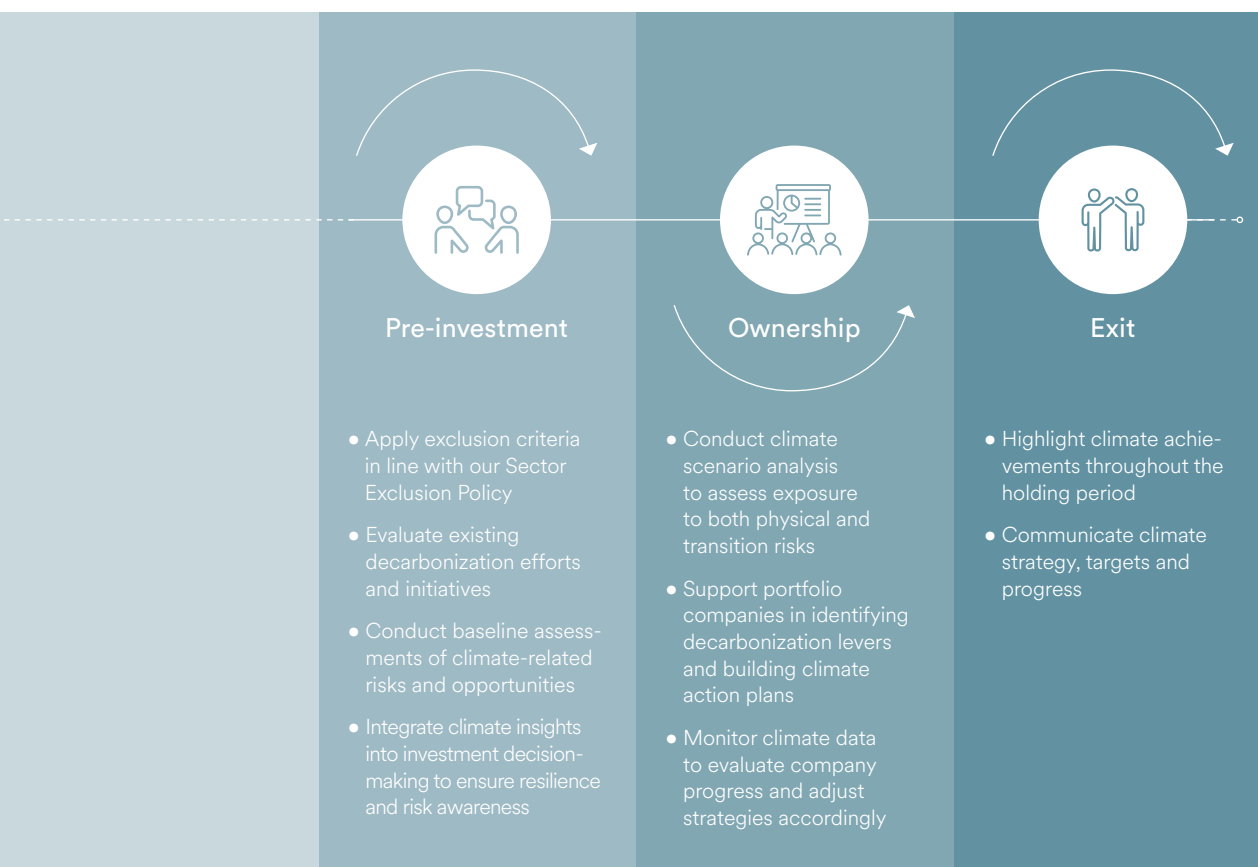 Pre-investment
• Apply exclusion criteria
in line with our Sector
Exclusion Policy
• Evaluate existing
decarbonization efforts
and initiatives
• Conduct baseline assess-
ments of climate-related
risks and opportunities
• Integrate climate insights
into investment decision-
making to ensure resilience
and risk awareness
Ownership
• Conduct climate
scenario analysis
to assess exposure
to both physical and
transition risks
• Support portfolio
companies in identifying
decarbonization levers
and building climate
action plans
• Monitor climate data
to evaluate company
progress and adjust
strategies accordingly
Exit
• Highlight climate achie-
vements throughout the
holding period
• Communicate climate
strategy, targets and
progress